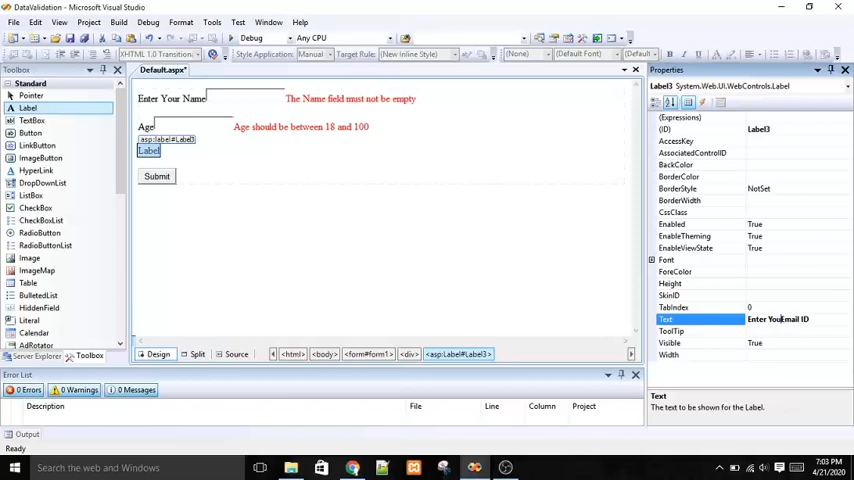 DataValidation - Microsoft Visual Studio
File Edit View Project Build Debug Format Tools Test Window Help
Debug Any CPU
XHTML 1.0 Transition Style Application: Manual Target Rule: (New Inline Style) (None) (Default Font) (Default B I U
Toolbox
Standard
Pointer
A Label
TextBox
Button
LinkButton
ImageButton
HyperLink
DropDownList
ListBox
CheckBox
CheckBoxList
RadioButton
RadioButtonList
Image
ImageMap
Table
BulletedList
HiddenField
Literal
Calendar
AdRotator
Server Explorer Toolbox
Default.aspx*
Enter Your Name The Name field must not be empty
Age Age should be between 18 and 100
asp:label#Label3
Label
Submit
Design Split Source <html> <body> <form#form1> <div> <asp:Label#Label3>
Properties
Label3 System.Web.UI.WebControls.Label
(Expressions)
(ID) Label3
AccessKey
AssociatedControlID
BackColor
BorderColor
BorderStyle NotSet
BorderWidth
CssClass
Enabled True
EnableTheming True
EnableViewState True
Font
ForeColor
Height
SkinID
TabIndex 0
Text Enter YouEmail ID
ToolTip
Visible True
Width
Text
The text to be shown for the Label.
Error List
0 Errors 0 Warnings 0 Messages
Description File Line Column Project
Output
Ready
Search the web and Windows
7:03 PM
4/21/2020